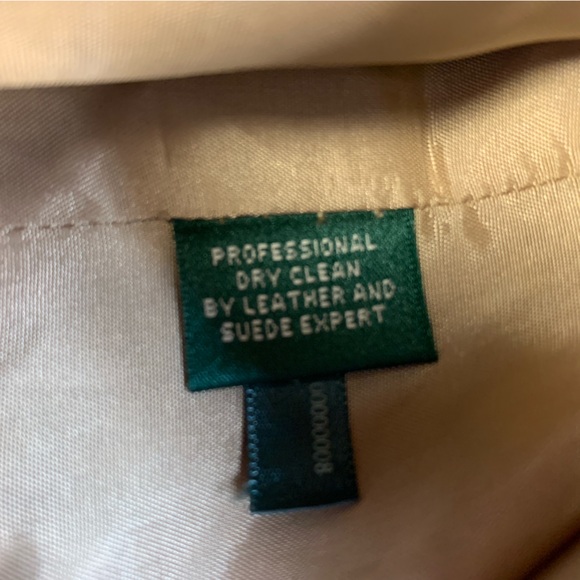 PROFESSIONAL
DRY CLEAN
BY LEATHER AND
SUEDE EXPERT